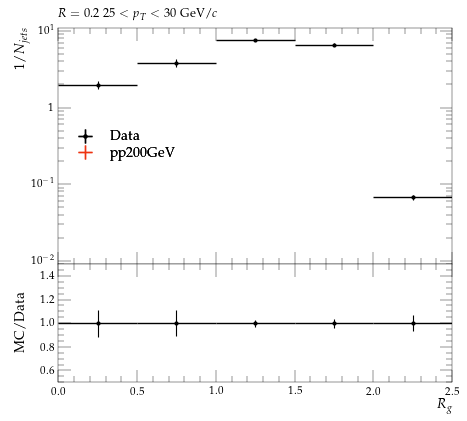 R = 0.2 25 < p_T < 30 GeV/c
1/N_jets
10^1
1
10^-1
10^-2
Data
pp200GeV
MC/Data
1.4
1.2
1.0
0.8
0.6
0.0 0.5 1.0 1.5 2.0 2.5
R_g